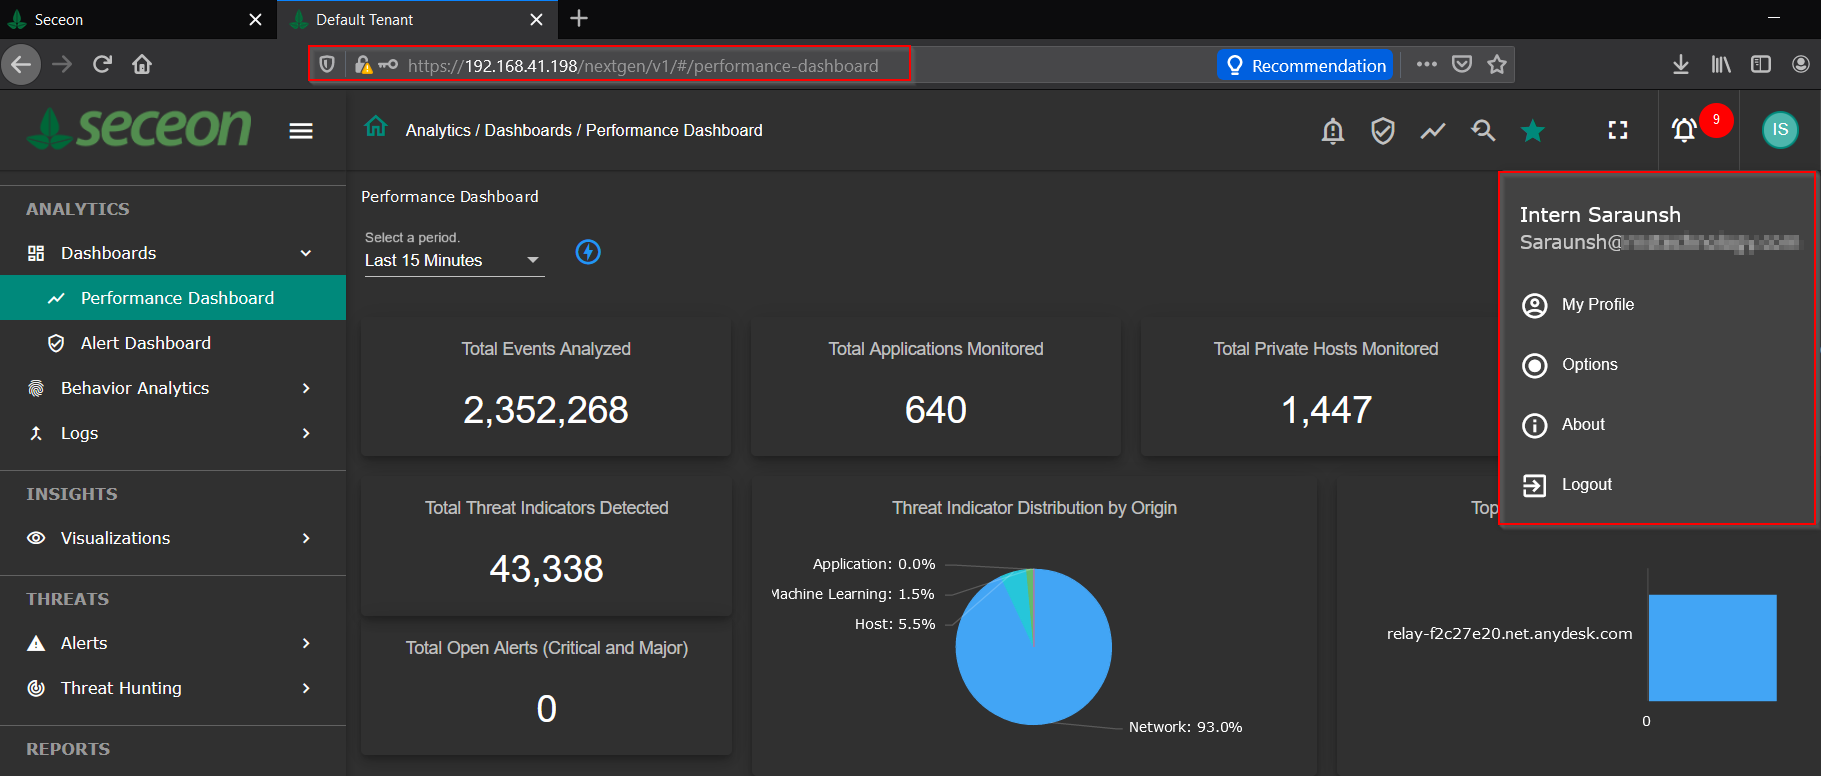 Seceon
Default Tenant
https://192.168.41.198/nextgen/v1/#/performance-dashboard
Recommendation
seceon
Analytics / Dashboards / Performance Dashboard
9
IS
ANALYTICS
Dashboards
Performance Dashboard
Alert Dashboard
Behavior Analytics
Logs
INSIGHTS
Visualizations
THREATS
Alerts
Threat Hunting
REPORTS
Performance Dashboard
Select a period.
Last 15 Minutes
Total Events Analyzed
2,352,268
Total Applications Monitored
640
Total Private Hosts Monitored
1,447
Total Threat Indicators Detected
43,338
Total Open Alerts (Critical and Major)
0
Threat Indicator Distribution by Origin
Application: 0.0%
Machine Learning: 1.5%
Host: 5.5%
Network: 93.0%
Top
relay-f2c27e20.net.anydesk.com
0
Intern Saraunsh
Saraunsh@
My Profile
Options
About
Logout